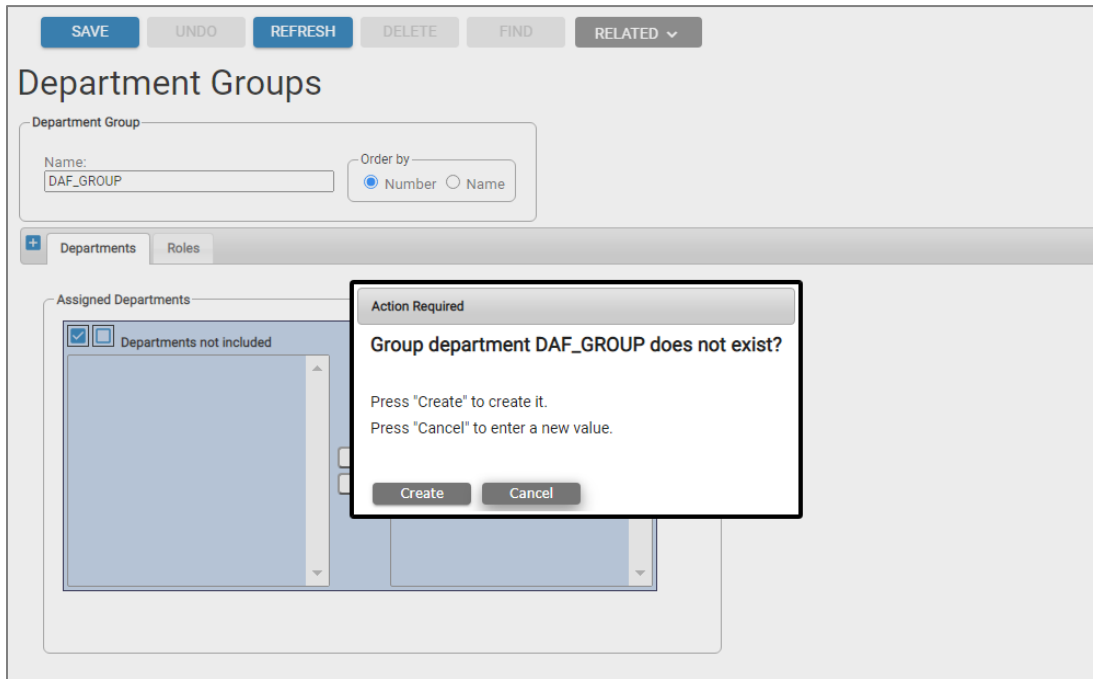 SAVE UNDO REFRESH DELETE FIND RELATED
Department Groups
Department Group
Name:
DAF_GROUP
Order by
Number Name
Departments Roles
Assigned Departments
Departments not included
Action Required
Group department DAF_GROUP does not exist?
Press "Create" to create it.
Press "Cancel" to enter a new value.
Create Cancel